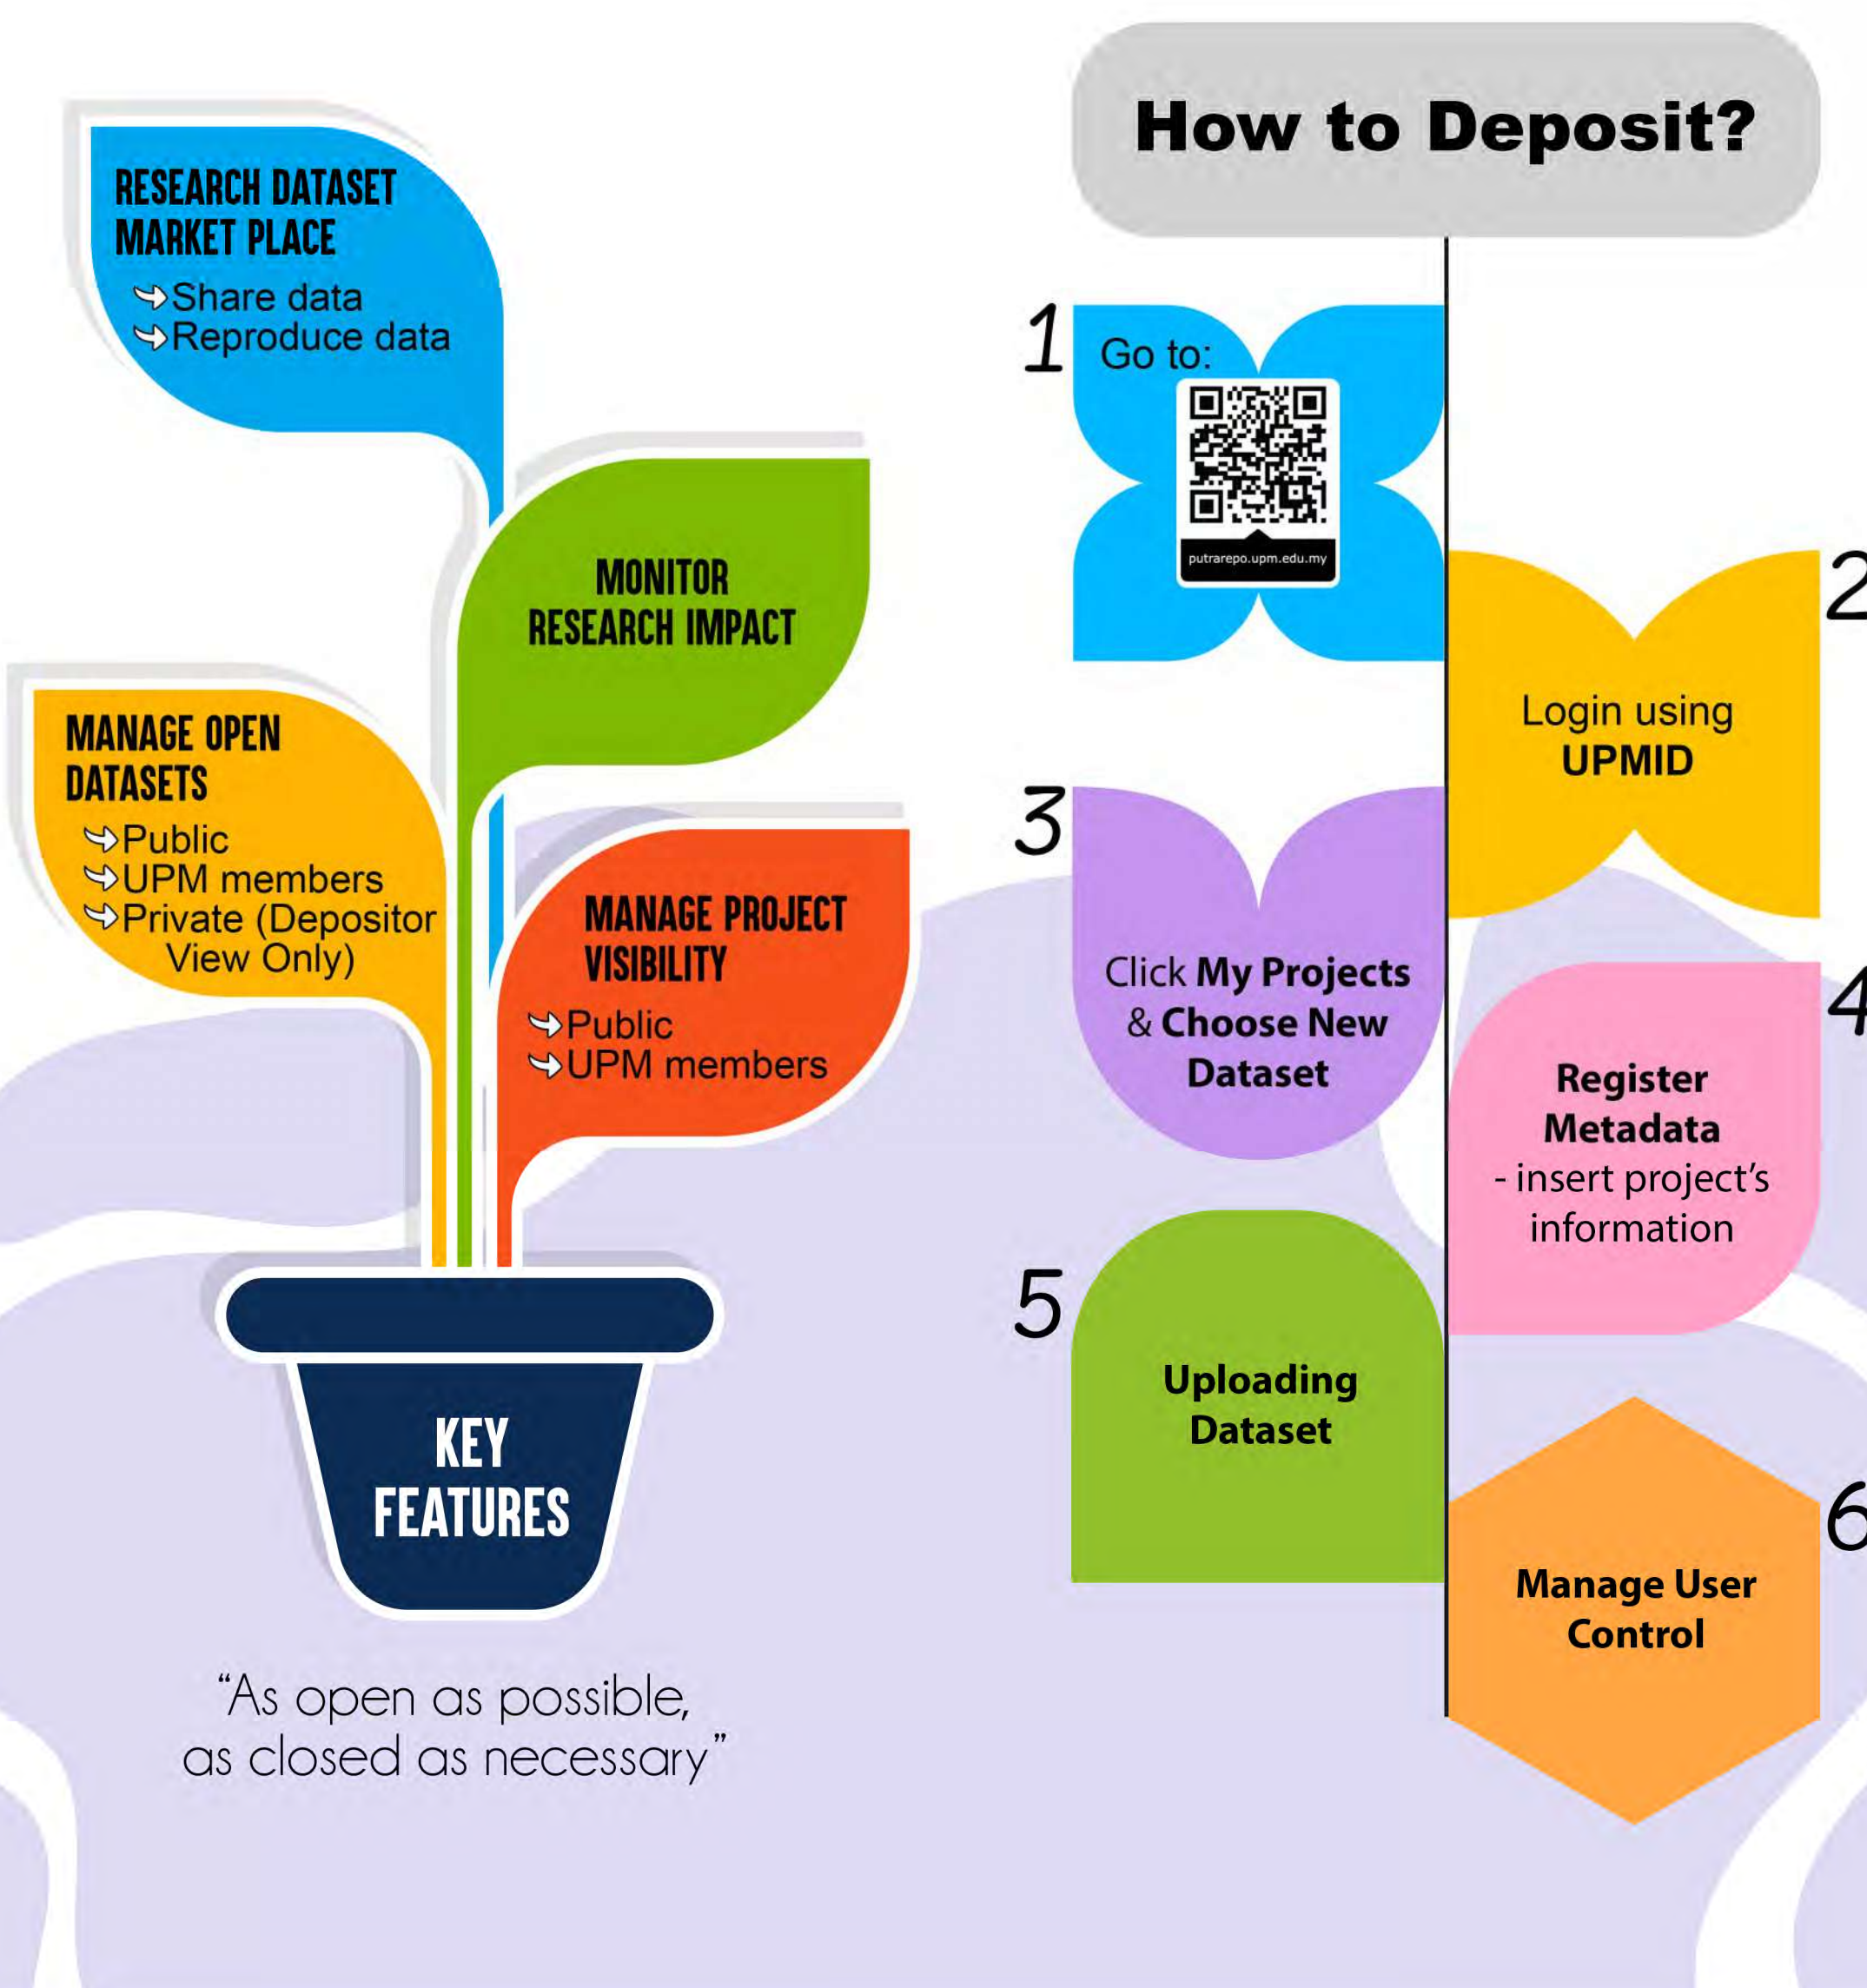 RESEARCH DATASET
MARKET PLACE
Share data
Reproduce data
MONITOR
RESEARCH IMPACT
MANAGE OPEN
DATASETS
Public
UPM members
Private (Depositor
View Only)
MANAGE PROJECT
VISIBILITY
Public
UPM members
KEY
FEATURES
“As open as possible,
as closed as necessary”
How to Deposit?
1
Go to:
putrarepo.upm.edu.my
2
Login using
UPMID
3
Click My Projects
& Choose New
Dataset
4
Register
Metadata
- insert project’s
information
5
Uploading
Dataset
6
Manage User
Control